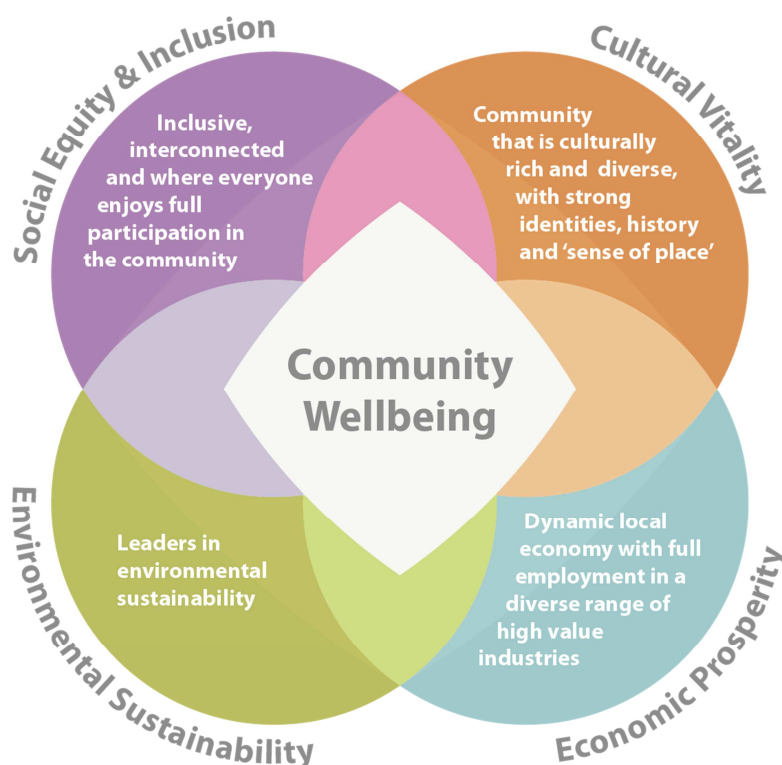 Social Equity & Inclusion
Inclusive,
interconnected
and where everyone
enjoys full
participation in
the community
Cultural Vitality
Community
that is culturally
rich and diverse,
with strong
identities, history
and ‘sense of place’
Community
Wellbeing
Environmental Sustainability
Leaders in
environmental
sustainability
Economic Prosperity
Dynamic local
economy with full
employment in a
diverse range of
high value
industries